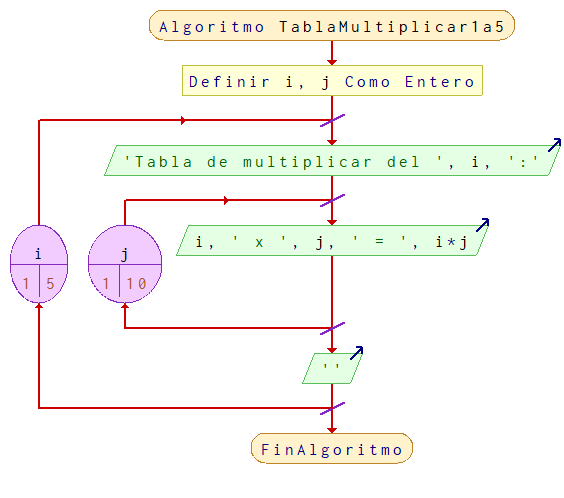 Algoritmo TablaMultiplicar1a5
Definir i, j Como Entero
'Tabla de multiplicar del ', i, ':'
i, ' x ', j, ' = ', i*j
i
1 5
j
1 10
''
FinAlgoritmo